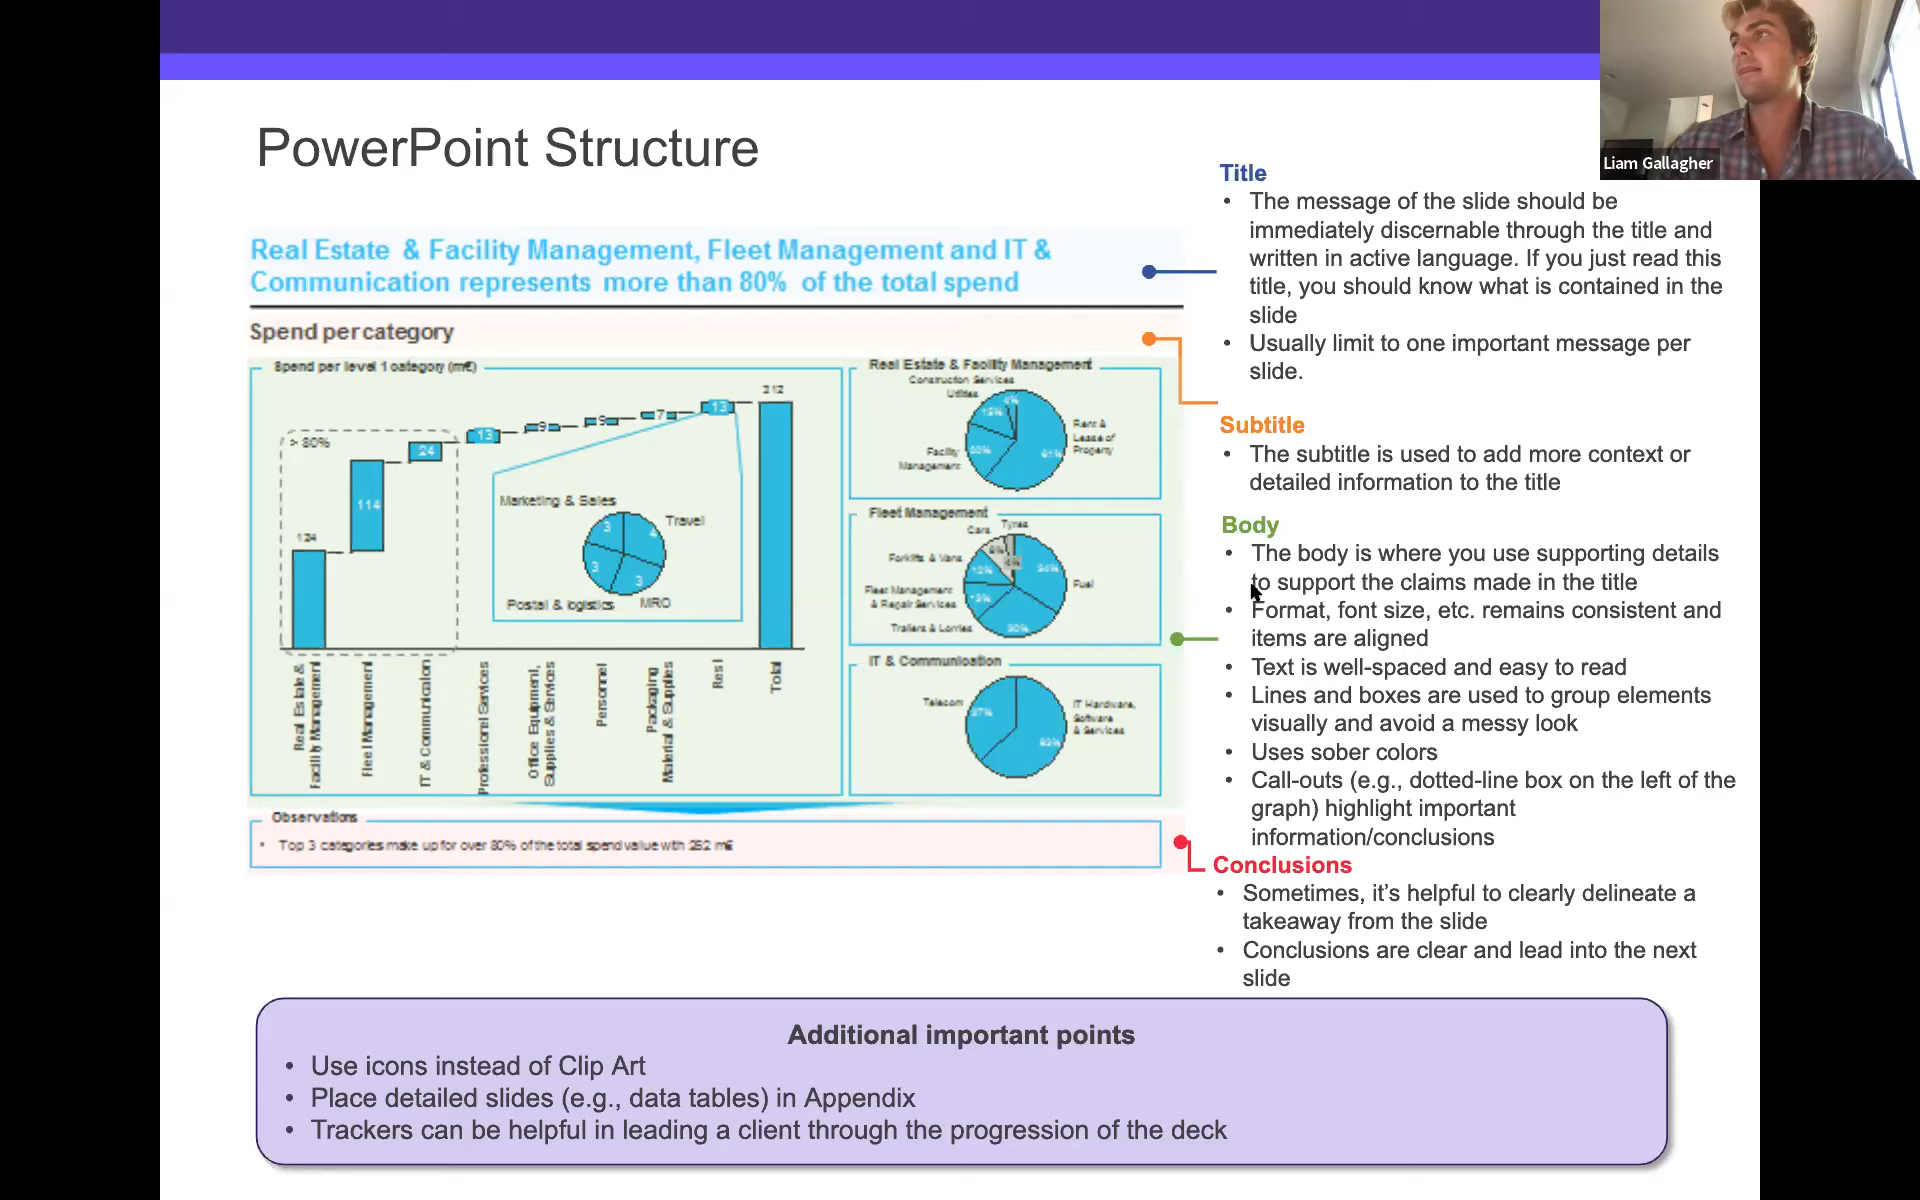 PowerPoint Structure
Liam Gallagher
Real Estate & Facility Management, Fleet Management and IT &
Communication represents more than 80% of the total spend
Spend per category
Spend per level 1 category (m€)
> 80%
124
114
24
13
9
9
7
13
312
Marketing & Sales
Travel
3
4
3
3
Postal & logistics
MRO
Real Estate &
Facility Management
Fleet Management
IT & Communication
Professional Services
Office Equipment,
Supplies & Services
Personnel
Packaging
Material & Supplies
Rest
Total
Real Estate & Facility Management
Construction Services
Utilities
Facility
Management
Rent &
Lease of
Property
4%
61%
Fleet Management
Cars
Tyres
Forklifts & Vans
Fleet Management
& Repair Services
Trailers & Lorries
Fuel
IT & Communication
Telecom
IT Hardware,
Software
& Services
37%
63%
Observations
• Top 3 categories make up for over 80% of the total spend value with 262 m€
Title
• The message of the slide should be
immediately discernable through the title and
written in active language. If you just read this
title, you should know what is contained in the
slide
• Usually limit to one important message per
slide.
Subtitle
• The subtitle is used to add more context or
detailed information to the title
Body
• The body is where you use supporting details
to support the claims made in the title
• Format, font size, etc. remains consistent and
items are aligned
• Text is well-spaced and easy to read
• Lines and boxes are used to group elements
visually and avoid a messy look
• Uses sober colors
• Call-outs (e.g., dotted-line box on the left of the
graph) highlight important
information/conclusions
Conclusions
• Sometimes, it's helpful to clearly delineate a
takeaway from the slide
• Conclusions are clear and lead into the next
slide
Additional important points
• Use icons instead of Clip Art
• Place detailed slides (e.g., data tables) in Appendix
• Trackers can be helpful in leading a client through the progression of the deck